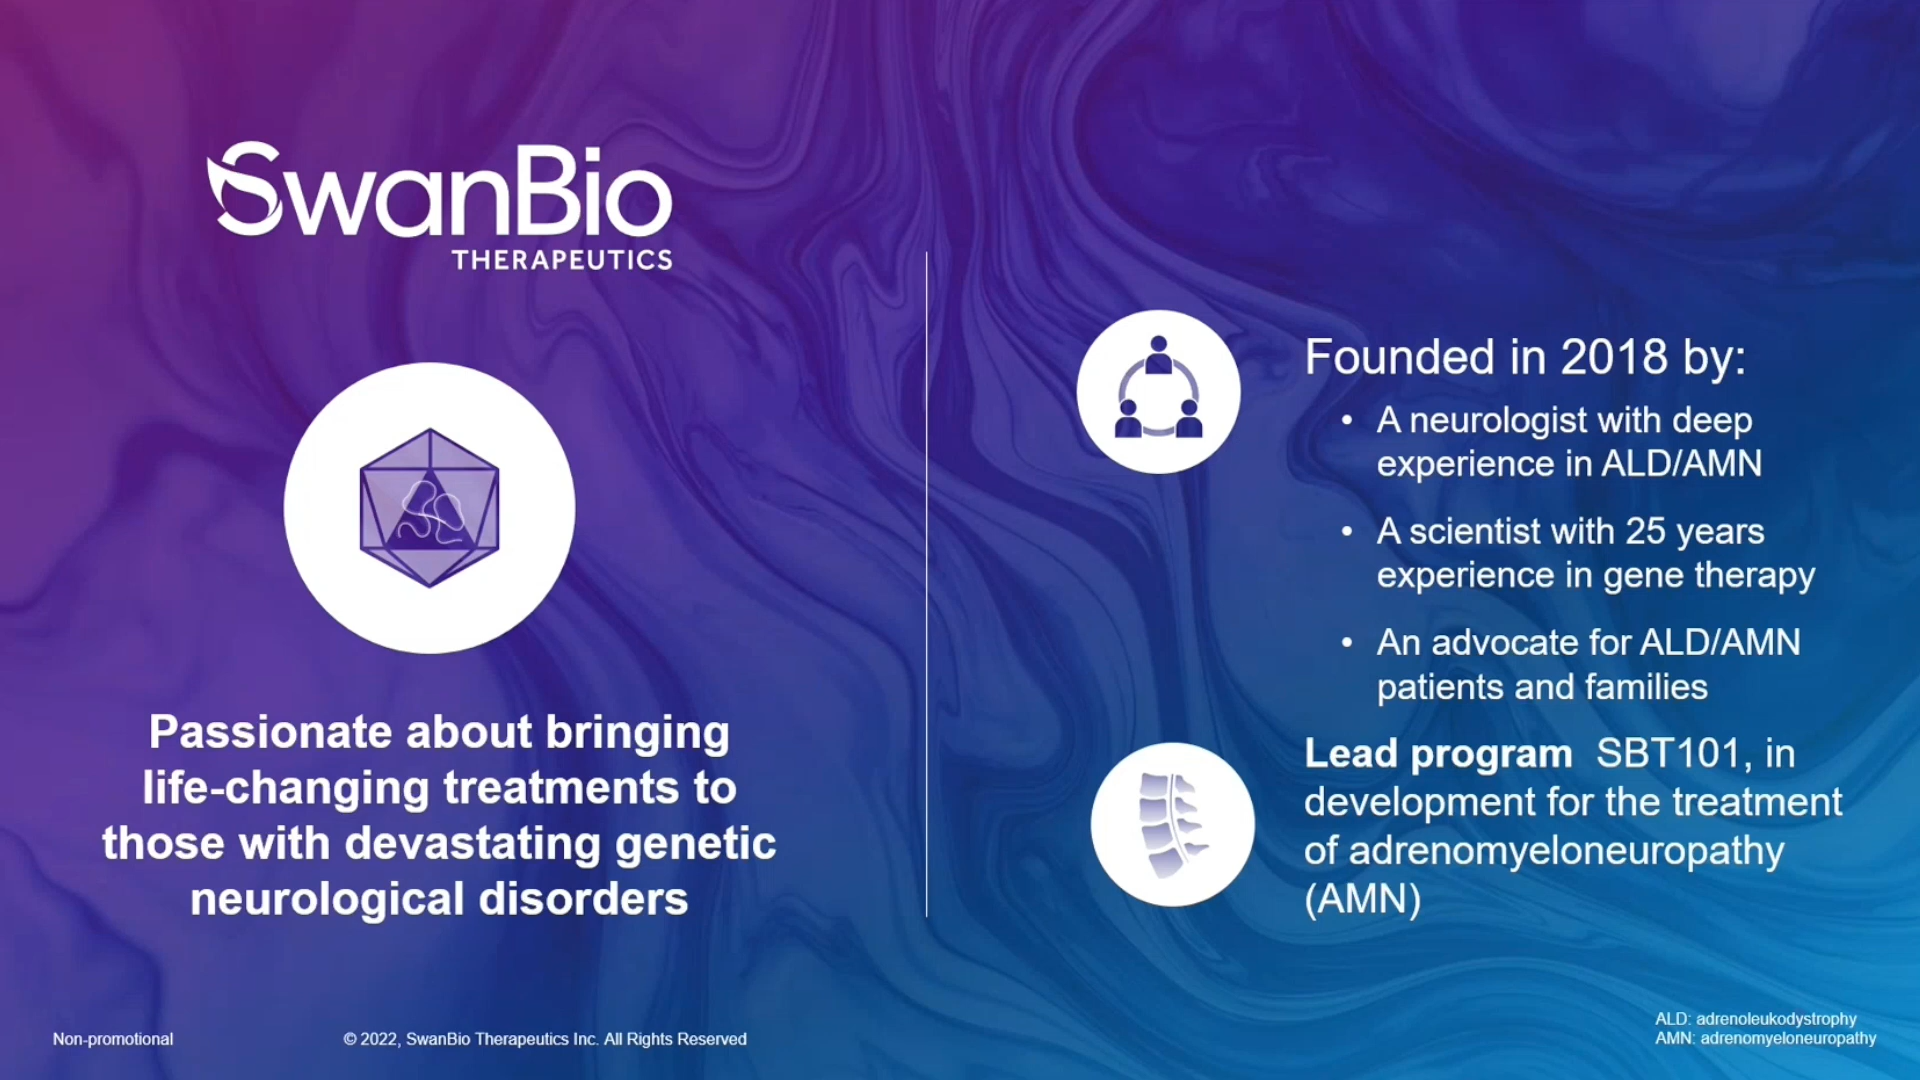 SwanBio
THERAPEUTICS
Passionate about bringing
life-changing treatments to
those with devastating genetic
neurological disorders
Founded in 2018 by:
• A neurologist with deep
experience in ALD/AMN
• A scientist with 25 years
experience in gene therapy
• An advocate for ALD/AMN
patients and families
Lead program SBT101, in
development for the treatment
of adrenomyeloneuropathy
(AMN)
Non-promotional
© 2022, SwanBio Therapeutics Inc. All Rights Reserved
ALD: adrenoleukodystrophy
AMN: adrenomyeloneuropathy